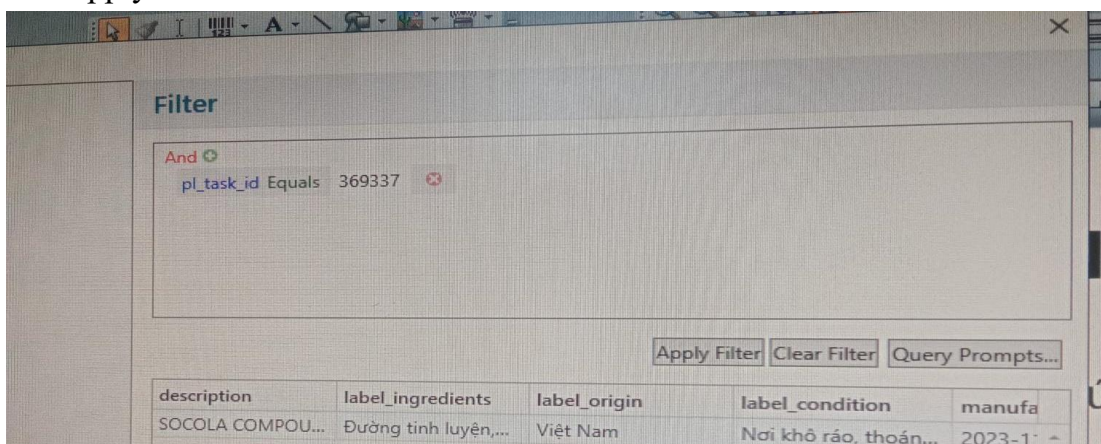 123 A
Filter
And
pl_task_id Equals 369337
Apply Filter Clear Filter Query Prompts...
description label_ingredients label_origin label_condition manufa
SOCOLA COMPOU... Đường tinh luyện,... Việt Nam Nơi khô ráo, thoán... 2023-1